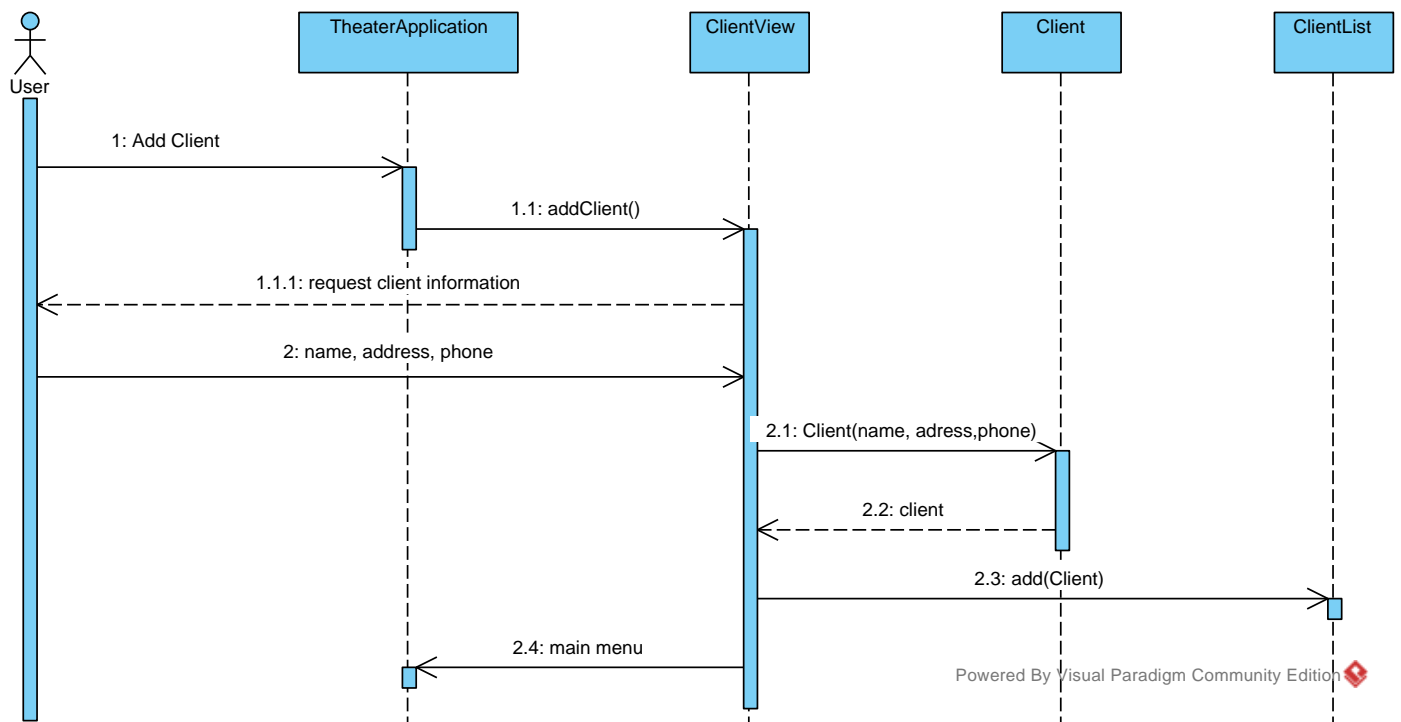 TheaterApplication
ClientView
Client
ClientList
User
1: Add Client
1.1: addClient()
1.1.1: request client information
2: name, address, phone
2.1: Client(name, adress,phone)
2.2: client
2.3: add(Client)
2.4: main menu
Powered By Visual Paradigm Community Edition